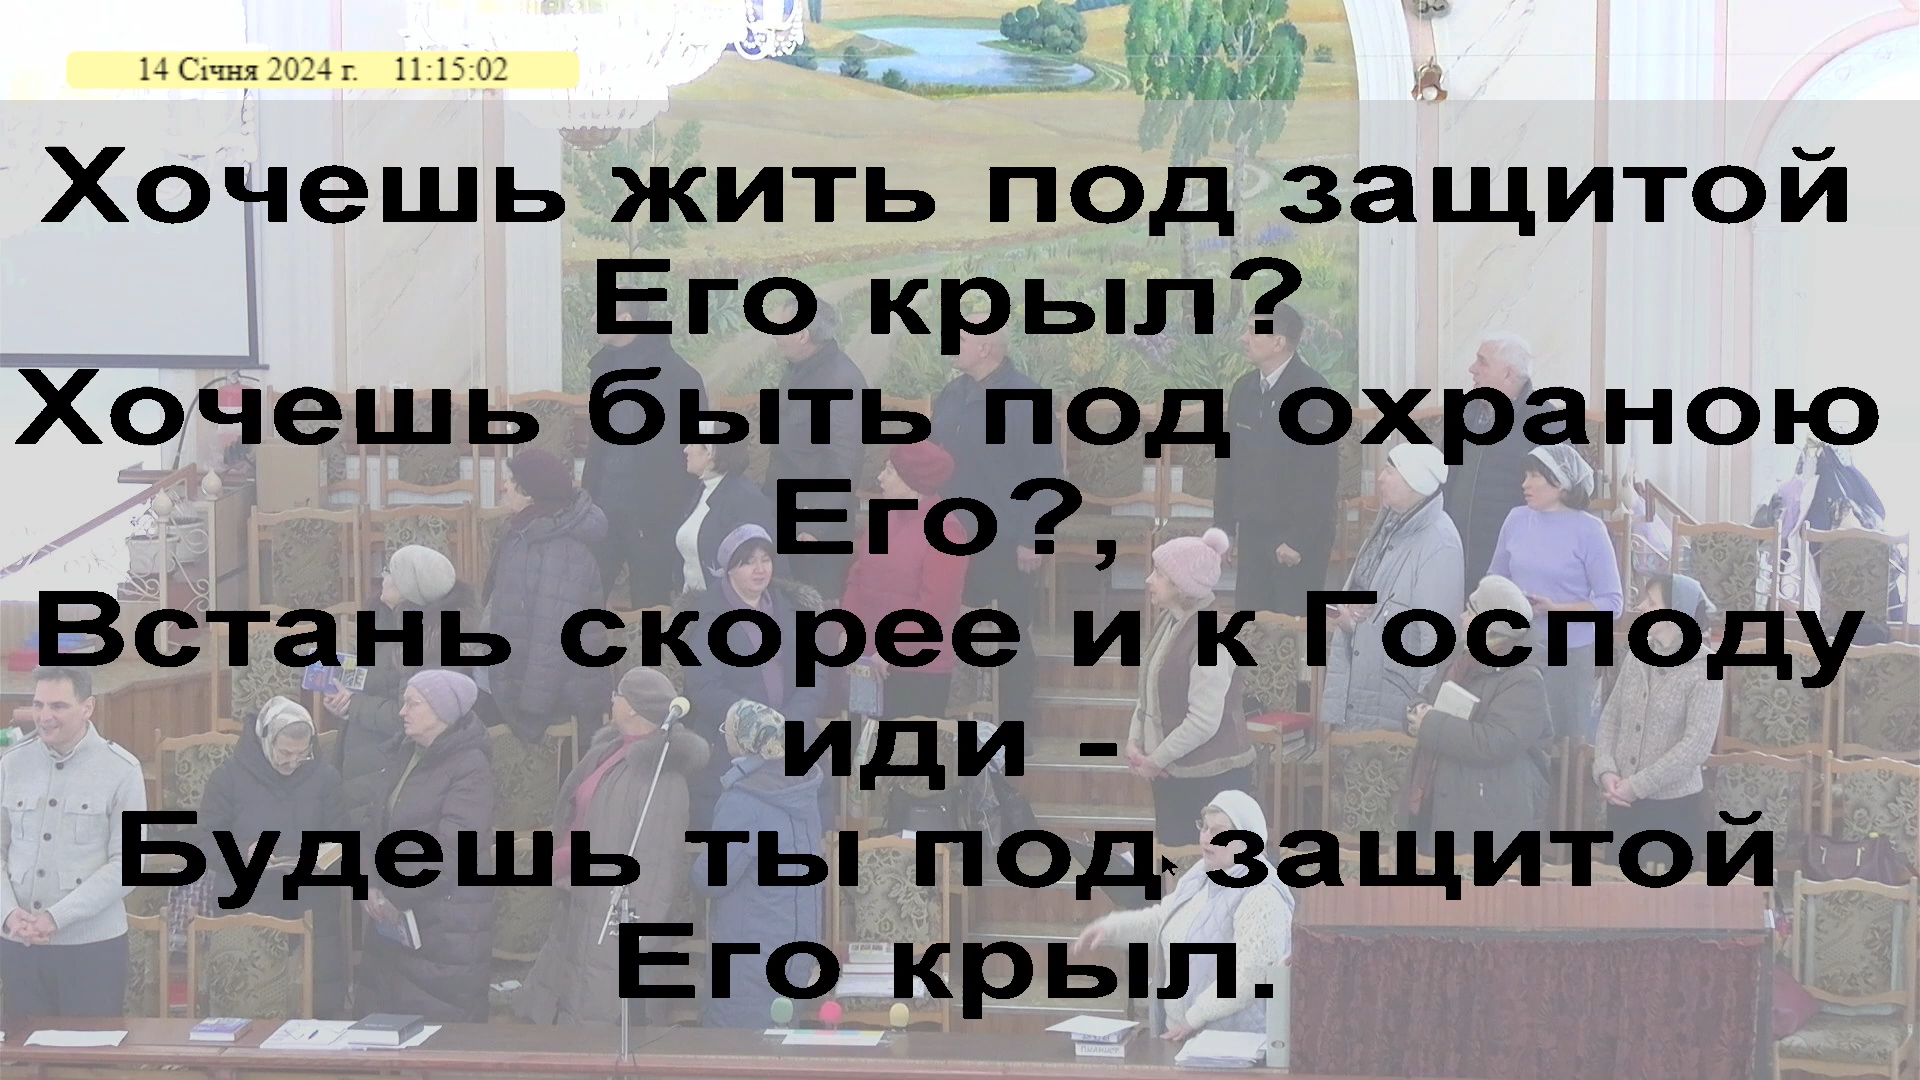 14 Січня 2024 г. 11:15:02
Хочешь жить под защитой
Его крыл?
Хочешь быть под охраною
Его?,
Встань скорее и к Господу
иди -
Будешь ты под защитой
Его крыл.